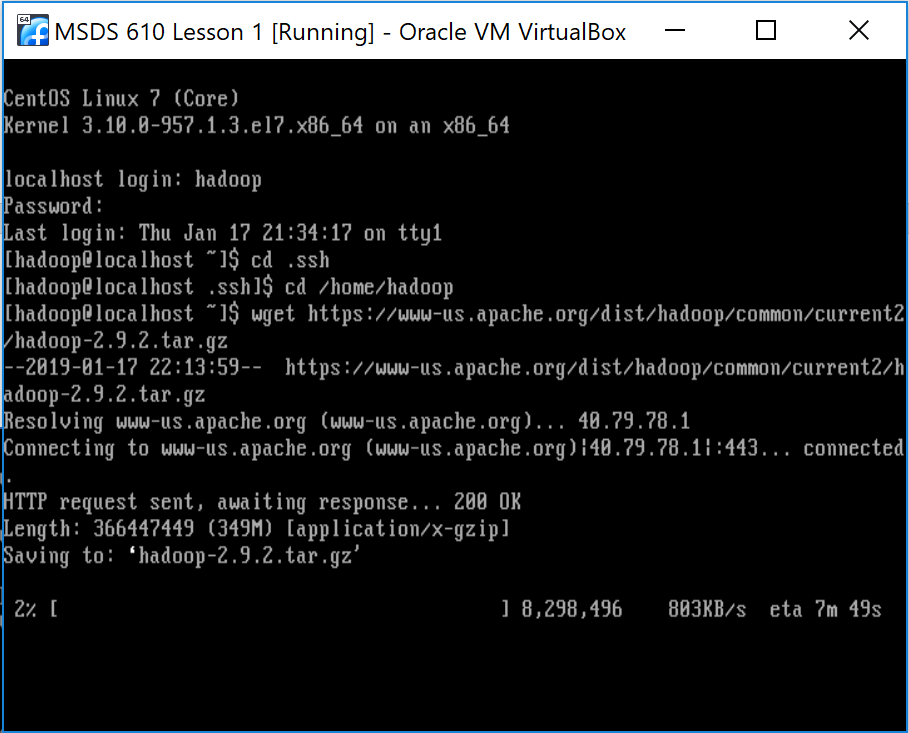 64
MSDS 610 Lesson 1 [Running] - Oracle VM VirtualBox
CentOS Linux 7 (Core)
Kernel 3.10.0-957.1.3.el7.x86_64 on an x86_64
localhost login: hadoop
Password:
Last login: Thu Jan 17 21:34:17 on tty1
[hadoop@localhost ~]$ cd .ssh
[hadoop@localhost .ssh]$ cd /home/hadoop
[hadoop@localhost ~]$ wget https://www-us.apache.org/dist/hadoop/common/current2
/hadoop-2.9.2.tar.gz
--2019-01-17 22:13:59--  https://www-us.apache.org/dist/hadoop/common/current2/h
adoop-2.9.2.tar.gz
Resolving www-us.apache.org (www-us.apache.org)... 40.79.78.1
Connecting to www-us.apache.org (www-us.apache.org)|40.79.78.1|:443... connected
.
HTTP request sent, awaiting response... 200 OK
Length: 366447449 (349M) [application/x-gzip]
Saving to: ‘hadoop-2.9.2.tar.gz’
2% [                                        ] 8,298,496    803KB/s  eta 7m 49s